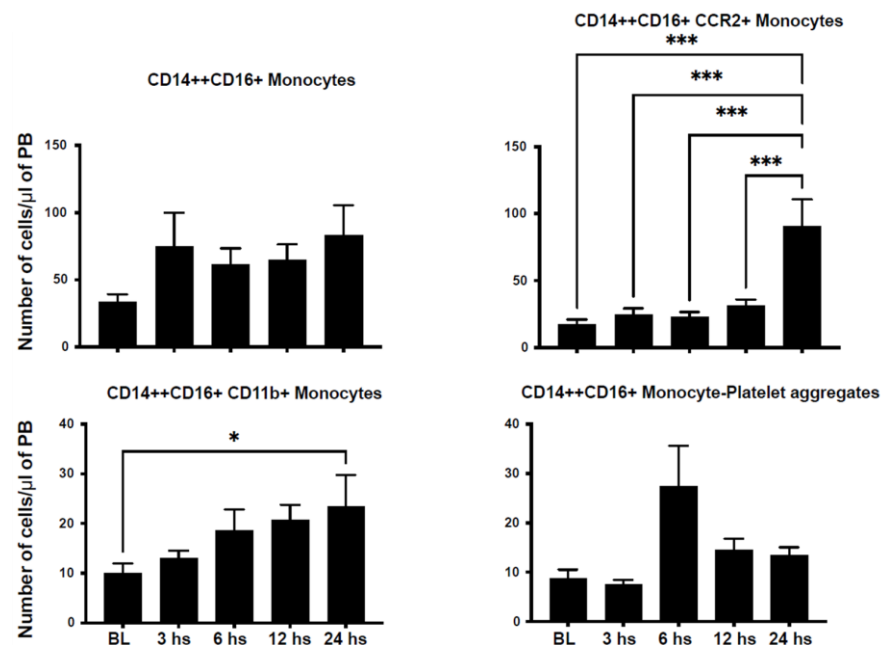 CD14++CD16+ Monocytes
Number of cells/µl of PB
150
100
50
0
CD14++CD16+ CCR2+ Monocytes
***
***
***
***
150
100
50
0
CD14++CD16+ CD11b+ Monocytes
Number of cells/µl of PB
*
40
30
20
10
0
BL 3 hs 6 hs 12 hs 24 hs
CD14++CD16+ Monocyte-Platelet aggregates
40
30
20
10
0
BL 3 hs 6 hs 12 hs 24 hs